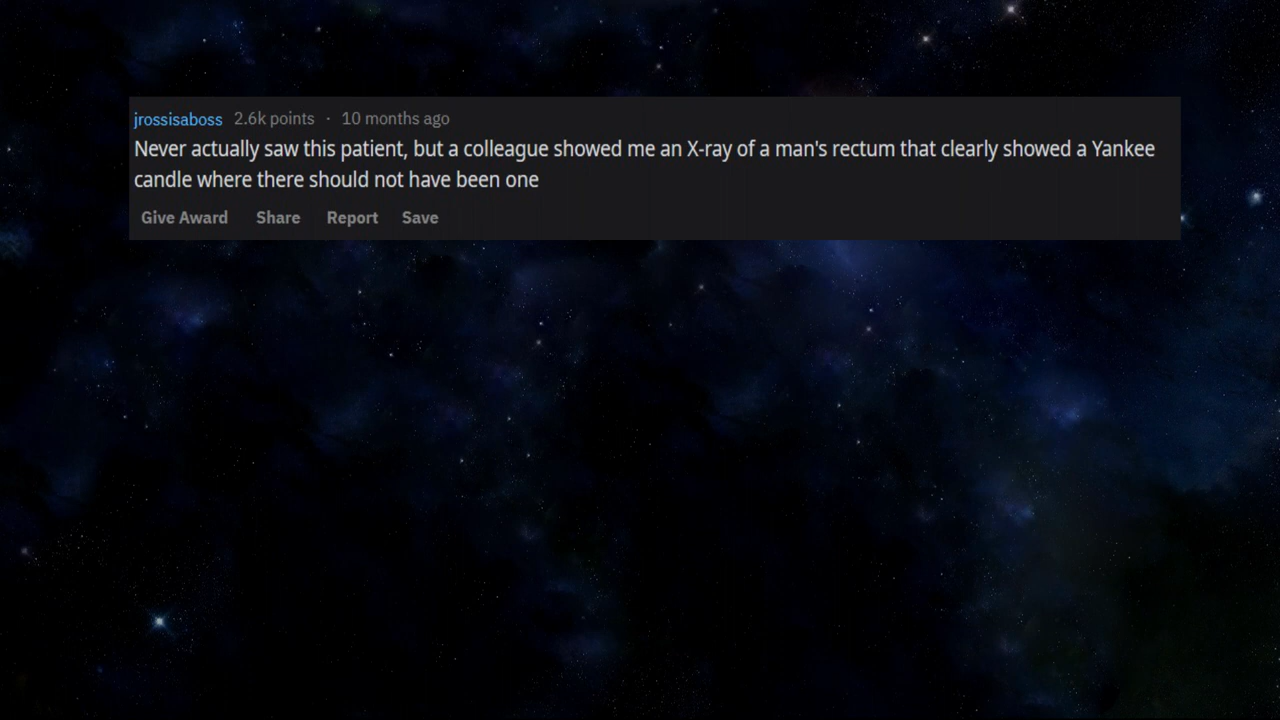 jrossisaboss 2.6k points · 10 months ago
Never actually saw this patient, but a colleague showed me an X-ray of a man's rectum that clearly showed a Yankee
candle where there should not have been one
Give Award Share Report Save